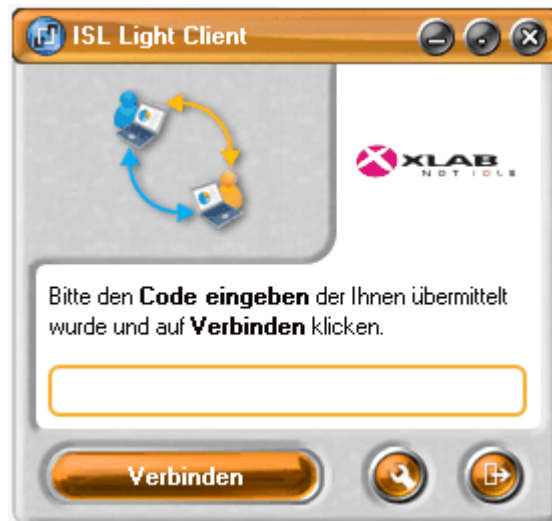 ISL Light Client
XLAB
NOT IDLE
Bitte den Code eingeben der Ihnen übermittelt
wurde und auf Verbinden klicken.
Verbinden